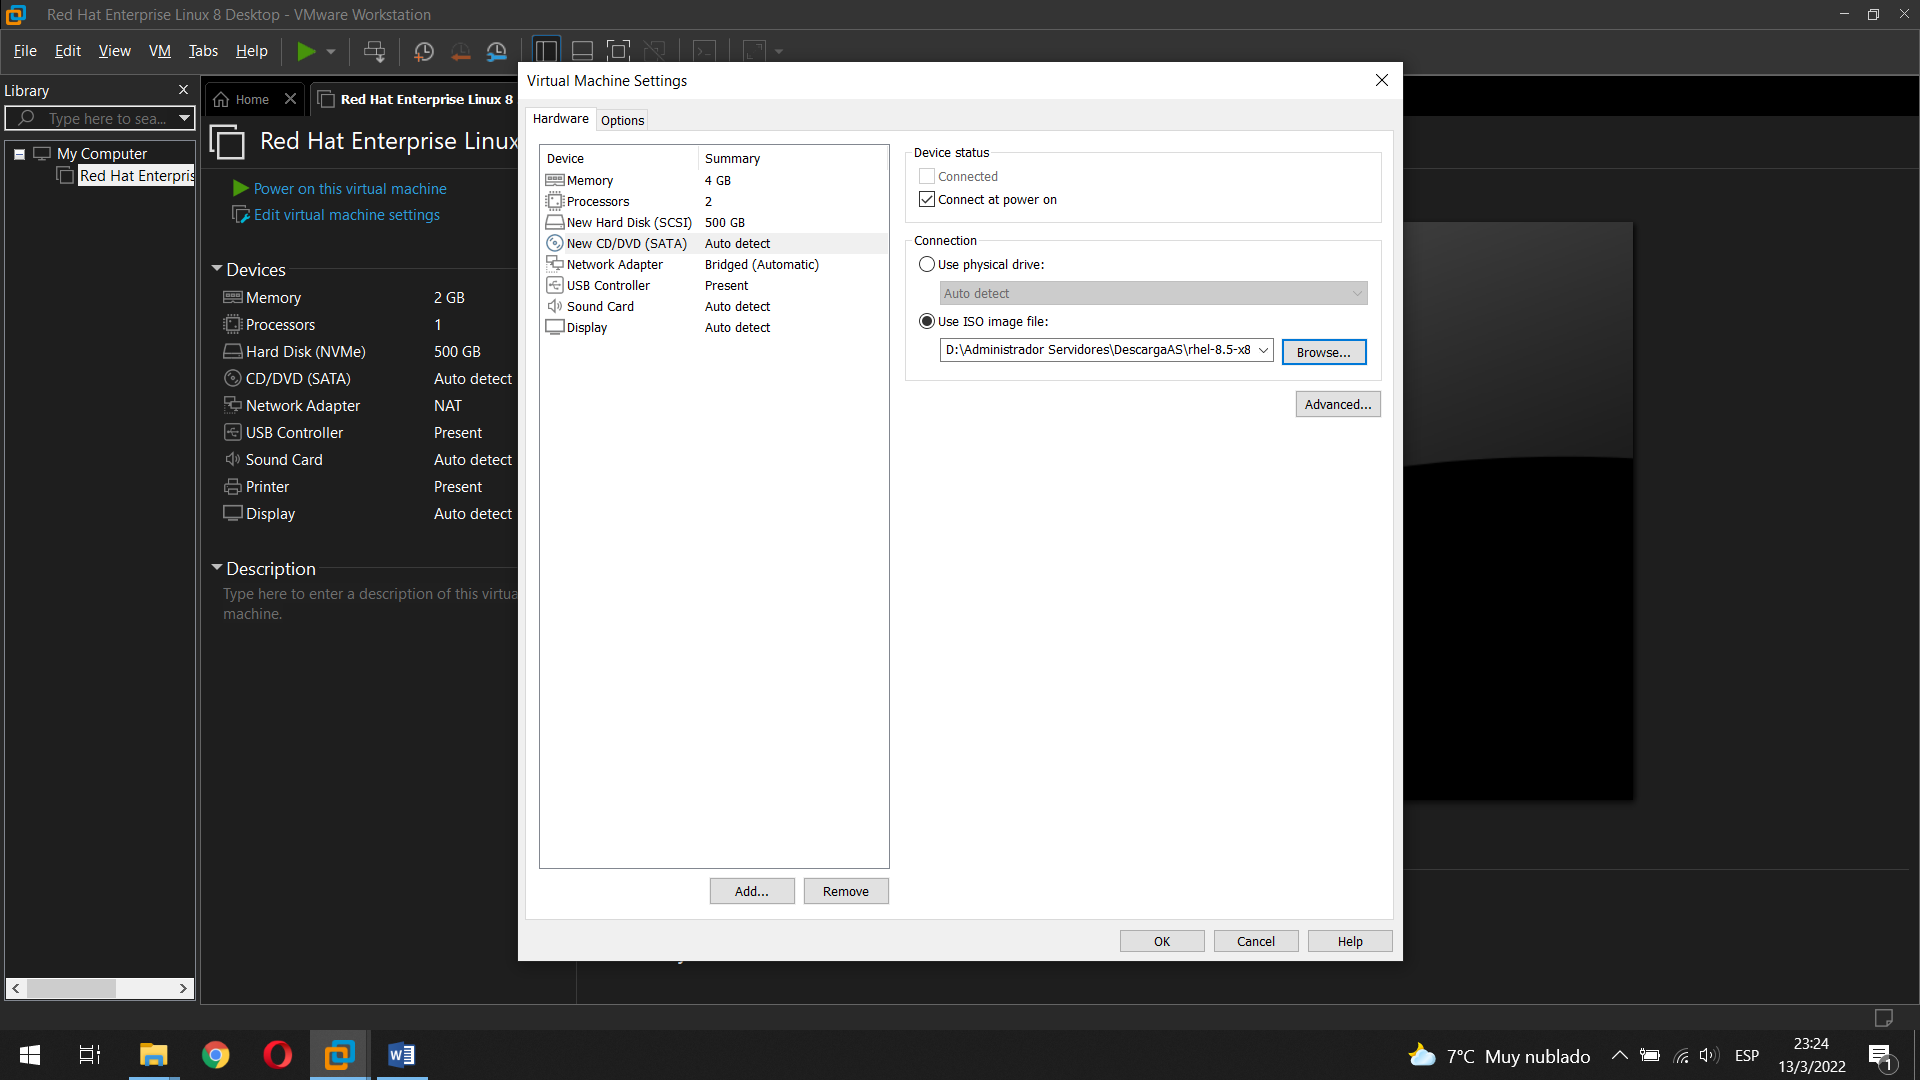 Red Hat Enterprise Linux 8 Desktop - VMware Workstation
File Edit View VM Tabs Help
Library
Type here to sea...
My Computer
Red Hat Enterpris
Home
Red Hat Enterprise Linux 8
Red Hat Enterprise Linux
Power on this virtual machine
Edit virtual machine settings
Devices
Memory 2 GB
Processors 1
Hard Disk (NVMe) 500 GB
CD/DVD (SATA) Auto detect
Network Adapter NAT
USB Controller Present
Sound Card Auto detect
Printer Present
Display Auto detect
Description
Type here to enter a description of this virtua
machine.
Virtual Machine Settings
Hardware Options
Device Summary
Memory 4 GB
Processors 2
New Hard Disk (SCSI) 500 GB
New CD/DVD (SATA) Auto detect
Network Adapter Bridged (Automatic)
USB Controller Present
Sound Card Auto detect
Display Auto detect
Add... Remove
Device status
Connected
Connect at power on
Connection
Use physical drive:
Auto detect
Use ISO image file:
D:\Administrador Servidores\DescargaAS\rhel-8.5-x8
Browse...
Advanced...
OK Cancel Help
7°C Muy nublado
ESP
23:24
13/3/2022
1